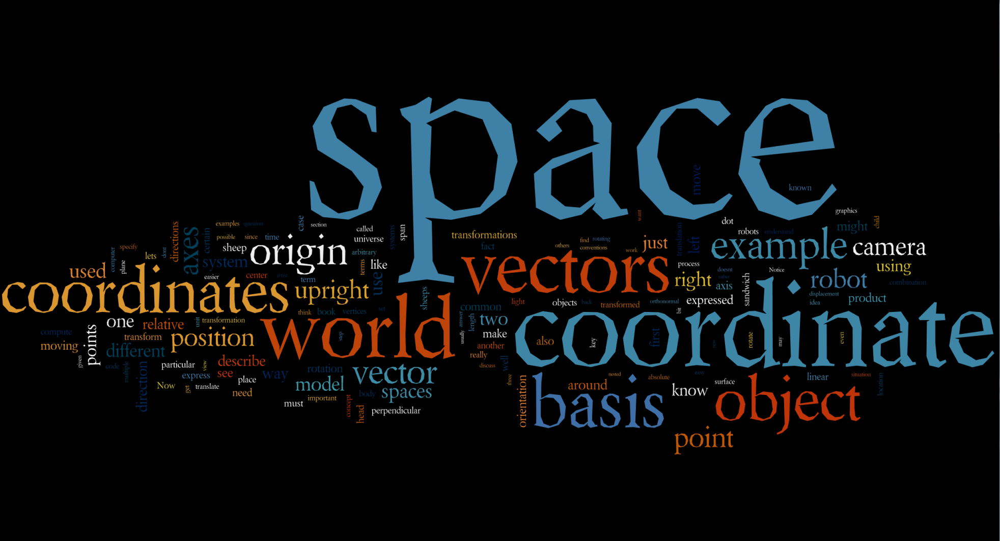 space
move
known
want
graphics
child
might
dot
robots
understand
example
camera
using
combination
robot
displacement
idea
product
Notice
sandwich
just
translation
left
process
doesnt
rather
right
axis
expressed
find
rotating
others
conventions
work
transformations
fact
vectors
light
objects
back
transformed
orthonormal
bit
directions
axes
certain
examples
question
possible
since
time
case
section
called
universe
systems
span
sheep
origin
arbitrary
terms
like
use
computer
specify
plane
lets
dont
used
system
easier
center
artist
term
coordinates
upright
sheeps
think
book
vertices
set
common
answer
length
two
usually
make
another
really
discuss
well
three
coordinate
also
key
first
new
rotate
may
even
one
relative
unit
transformation
world
step
compute
moving
points
given
transform
position
different
code
multiple
direction
particular
view
describe
express
see
place
way
Now
get
translate
need
rotation
model
vector
spaces
must
important
concept
body
head
perpendicular
orientation
basis
nested
around
absolute
easy
know
surface
object
linear
situation
location
point